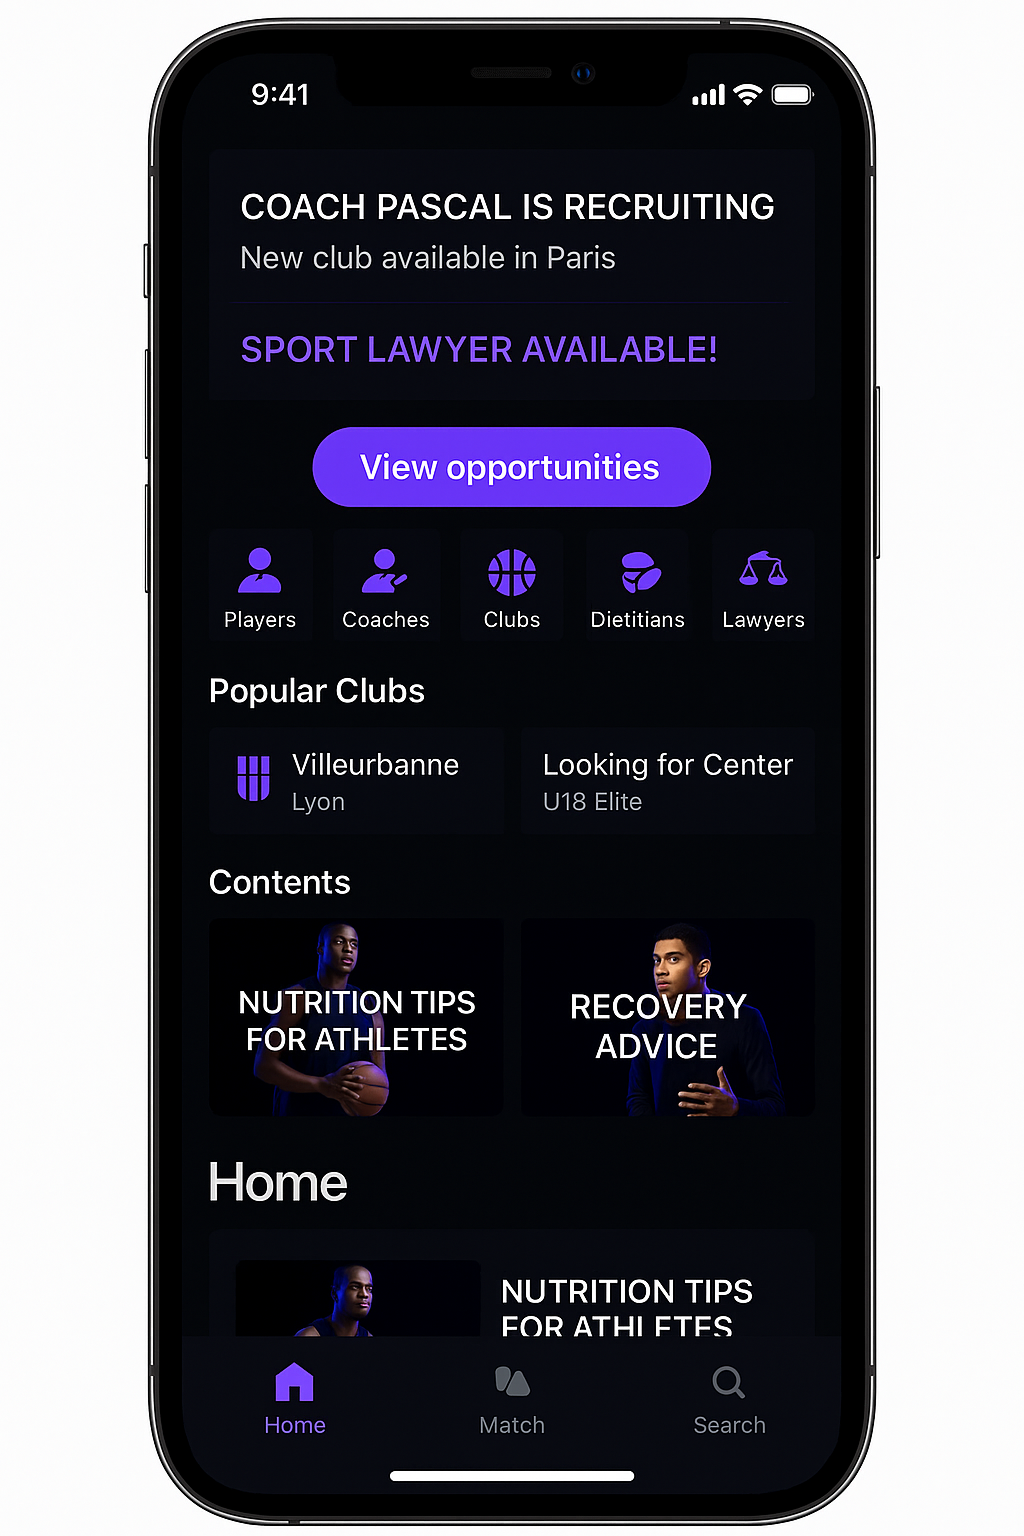 9:41
COACH PASCAL IS RECRUITING
New club available in Paris
SPORT LAWYER AVAILABLE!
View opportunities
Players Coaches Clubs Dietitians Lawyers
Popular Clubs
Villeurbanne
Lyon
Looking for Center
U18 Elite
Contents
NUTRITION TIPS
FOR ATHLETES
RECOVERY
ADVICE
Home
NUTRITION TIPS
FOR ATHLETES
Home Match Search